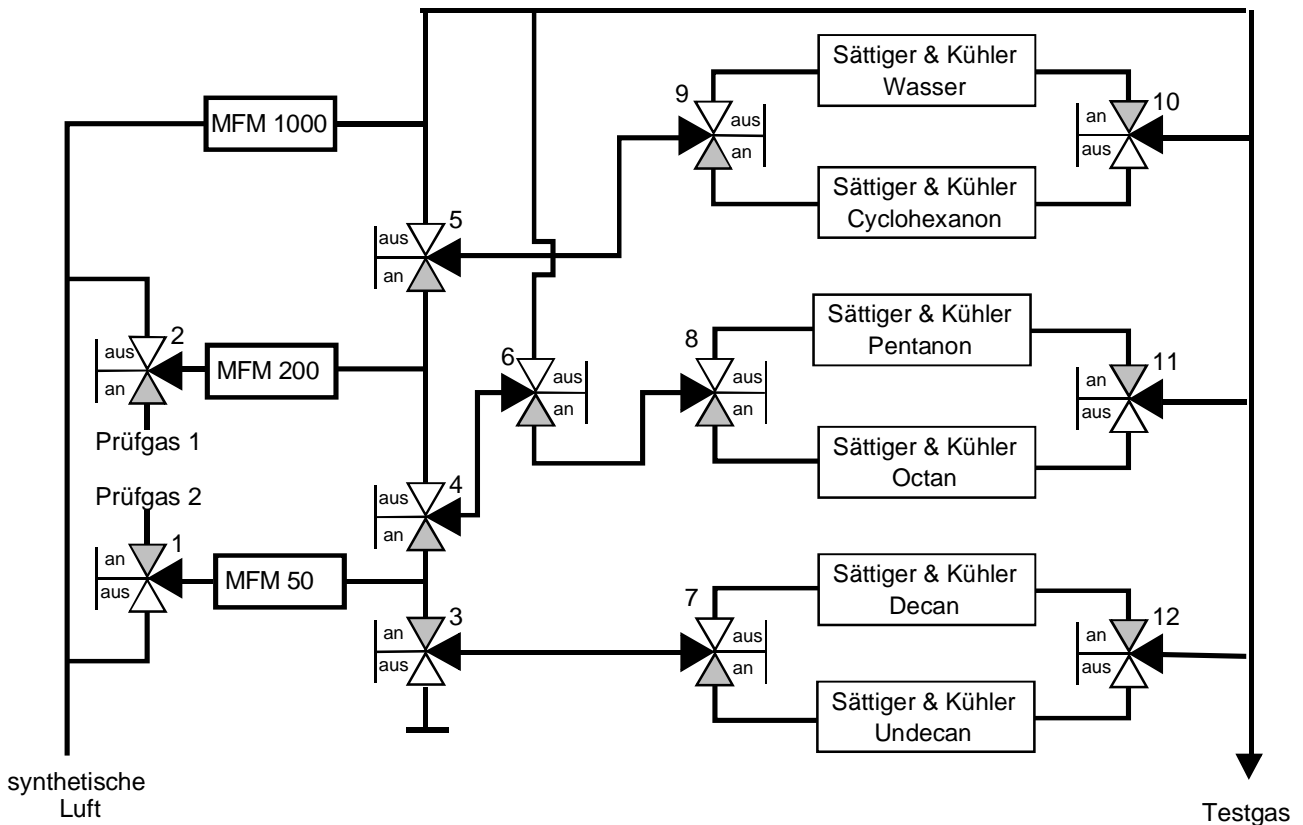 Sättiger & Kühler
Wasser
9
aus
an
10
an
aus
MFM 1000
Sättiger & Kühler
Cyclohexanon
5
aus
an
2
aus
an
MFM 200
Prüfgas 1
6
aus
an
8
aus
an
Sättiger & Kühler
Pentanon
11
an
aus
Sättiger & Kühler
Octan
Prüfgas 2
4
aus
an
1
an
aus
MFM 50
3
an
aus
7
aus
an
Sättiger & Kühler
Decan
12
an
aus
Sättiger & Kühler
Undecan
synthetische
Luft
Testgas